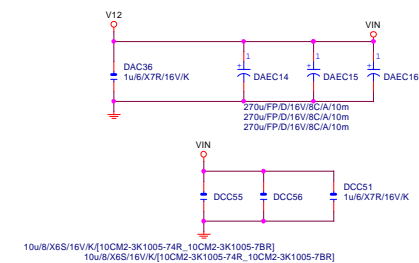 V12
VIN
DAC36
1u/6/X7R/16V/K
1
DAEC14
1
DAEC15
1
DAEC16
270u/FP/D/16V/8C/A/10m
270u/FP/D/16V/8C/A/10m
270u/FP/D/16V/8C/A/10m
VIN
DCC55
DCC56
DCC51
1u/6/X7R/16V/K
10u/8/X6S/16V/K/[10CM2-3K1005-74R_10CM2-3K1005-7BR]
10u/8/X6S/16V/K/[10CM2-3K1005-74R_10CM2-3K1005-7BR]